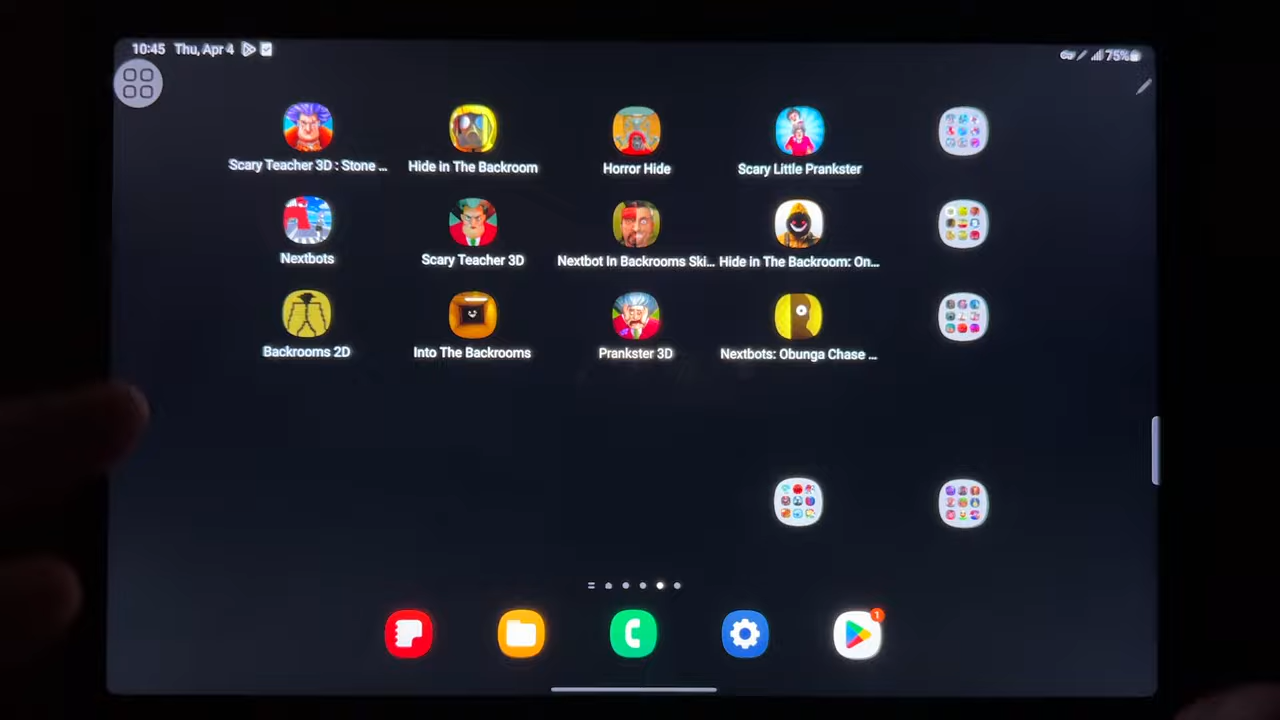 10:45 Thu, Apr 4
75%
Scary Teacher 3D : Stone ...
Hide in The Backroom
Horror Hide
Scary Little Prankster
Nextbots
Scary Teacher 3D
Nextbot In Backrooms Ski...
Hide in The Backroom: On...
Backrooms 2D
Into The Backrooms
Prankster 3D
Nextbots: Obunga Chase ...
1